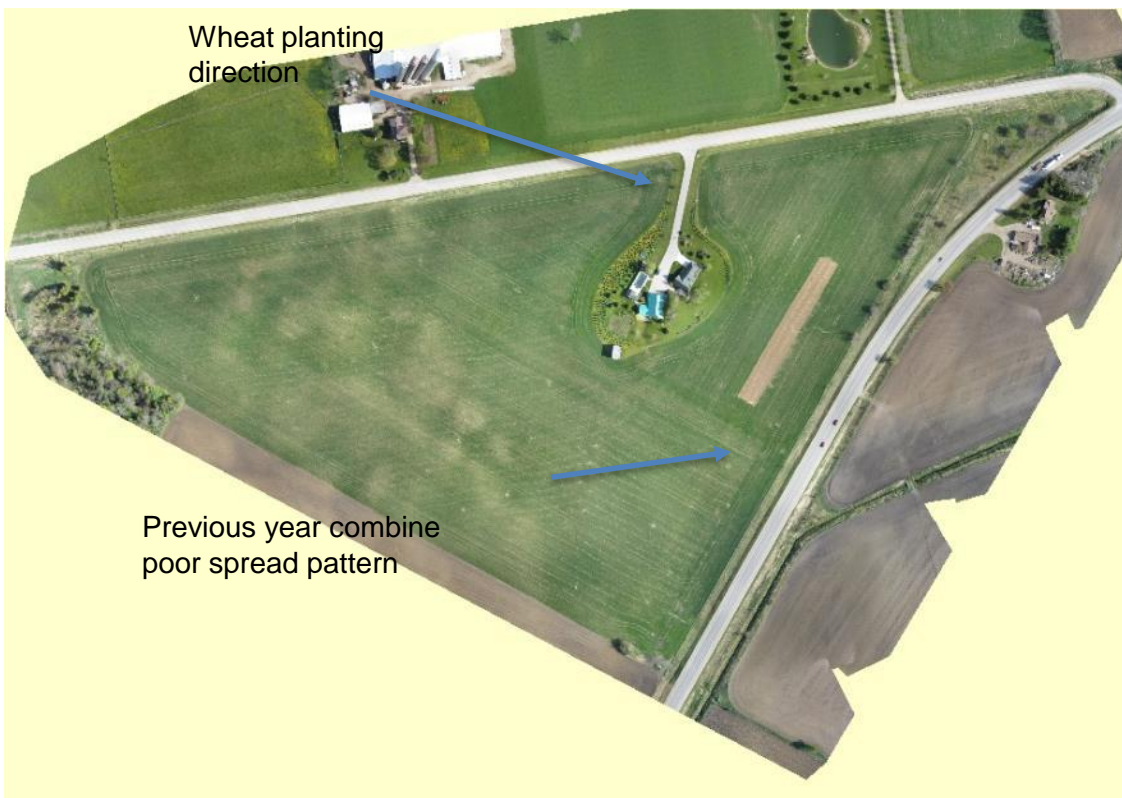 Wheat planting
direction
Previous year combine
poor spread pattern